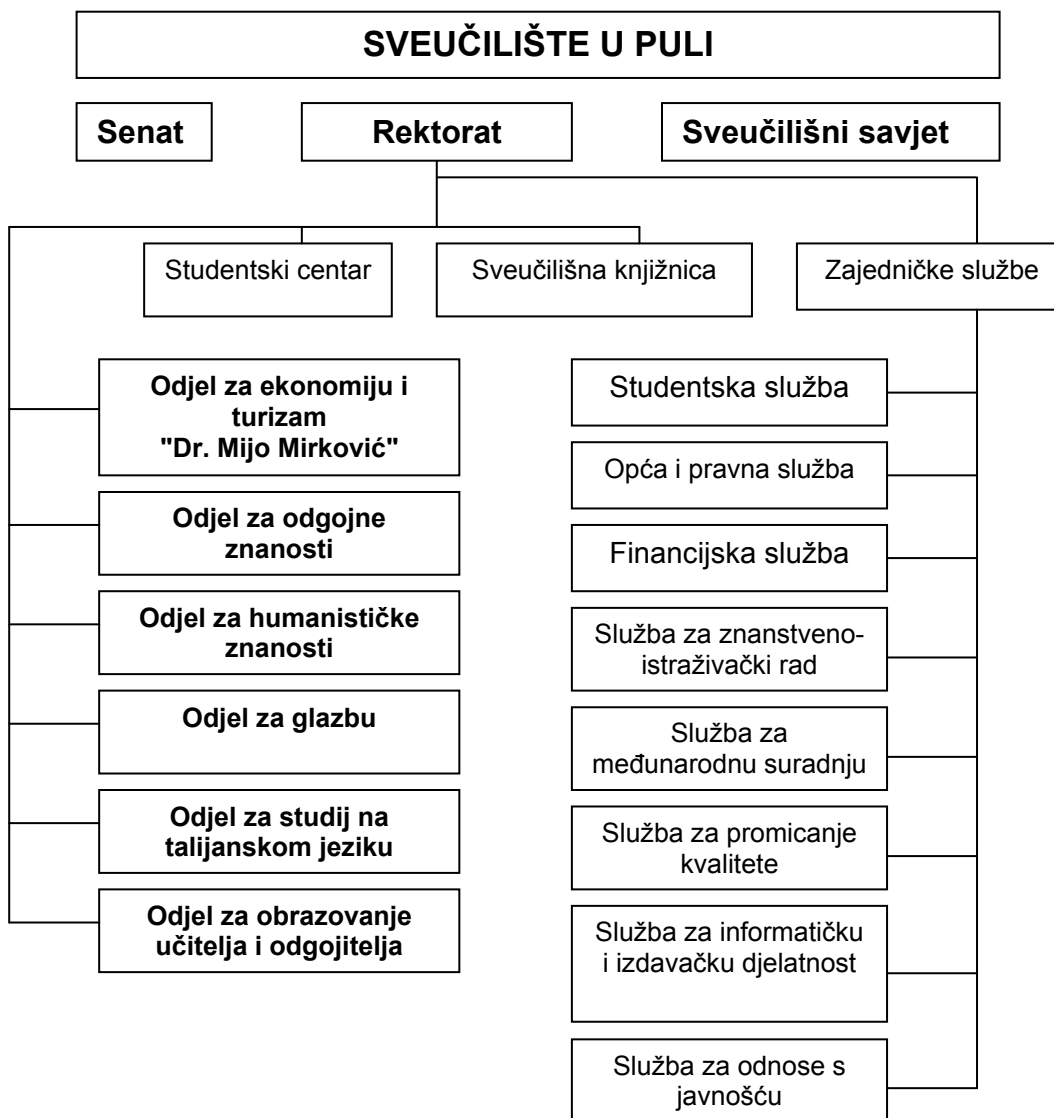 SVEUČILIŠTE U PULI
Senat
Rektorat
Sveučilišni savjet
Studentski centar
Sveučilišna knjižnica
Zajedničke službe
Odjel za ekonomiju i
turizam
"Dr. Mijo Mirković"
Odjel za odgojne
znanosti
Odjel za humanističke
znanosti
Odjel za glazbu
Odjel za studij na
talijanskom jeziku
Odjel za obrazovanje
učitelja i odgojitelja
Studentska služba
Opća i pravna služba
Financijska služba
Služba za znanstveno-
istraživački rad
Služba za
međunarodnu suradnju
Služba za promicanje
kvalitete
Služba za informatičku
i izdavačku djelatnost
Služba za odnose s
javnošću